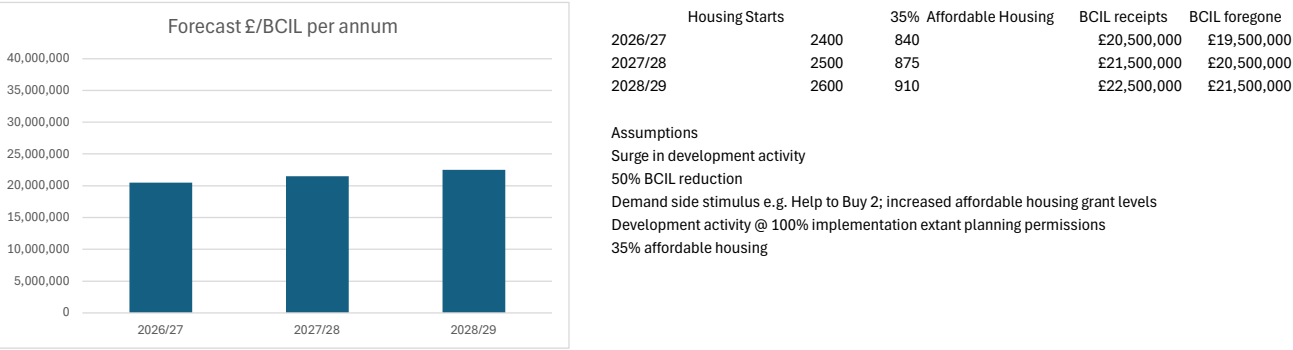 Forecast £/BCIL per annum
40,000,000
35,000,000
30,000,000
25,000,000
20,000,000
15,000,000
10,000,000
5,000,000
0
2026/27 2027/28 2028/29
Housing Starts 35% Affordable Housing BCIL receipts BCIL foregone
2026/27 2400 840 £20,500,000 £19,500,000
2027/28 2500 875 £21,500,000 £20,500,000
2028/29 2600 910 £22,500,000 £21,500,000
Assumptions
Surge in development activity
50% BCIL reduction
Demand side stimulus e.g. Help to Buy 2; increased affordable housing grant levels
Development activity @ 100% implementation extant planning permissions
35% affordable housing